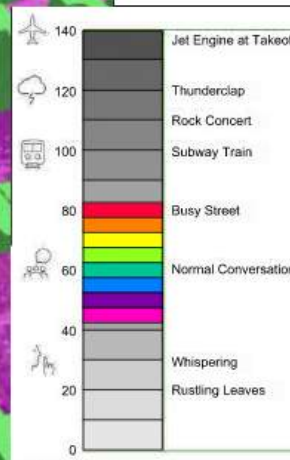 140
Jet Engine at Takeo
120
Thunderclap
Rock Concert
100
Subway Train
80
Busy Street
60
Normal Conversation
40
Whispering
20
Rustling Leaves
0